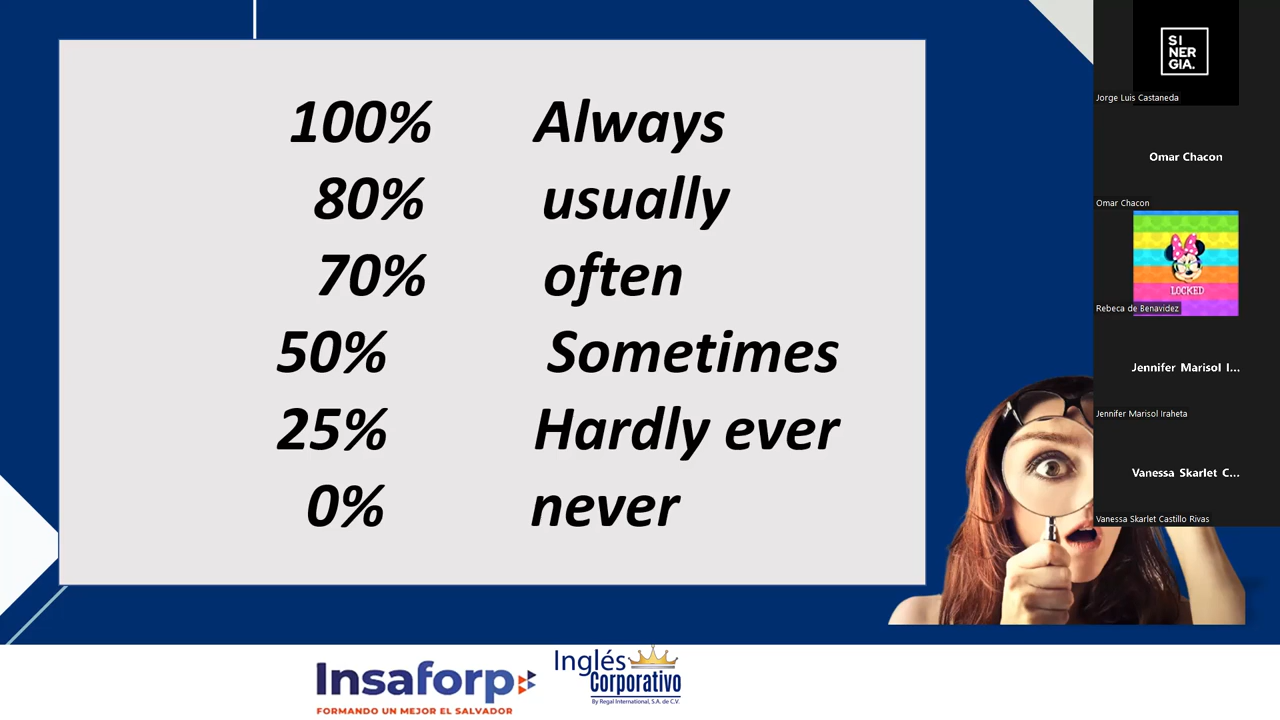 100% Always
80% usually
70% often
50% Sometimes
25% Hardly ever
0% never
SI
NER
GIA.
Jorge Luis Castaneda
Omar Chacon
Omar Chacon
LOCKED
Rebeca de Benavidez
Jennifer Marisol I...
Jennifer Marisol Iraheta
Vanessa Skarlet C...
Vanessa Skarlet Castillo Rivas
Insaforp
FORMANDO UN MEJOR EL SALVADOR
Inglés
Corporativo
By Regal International, S.A. de C.V.